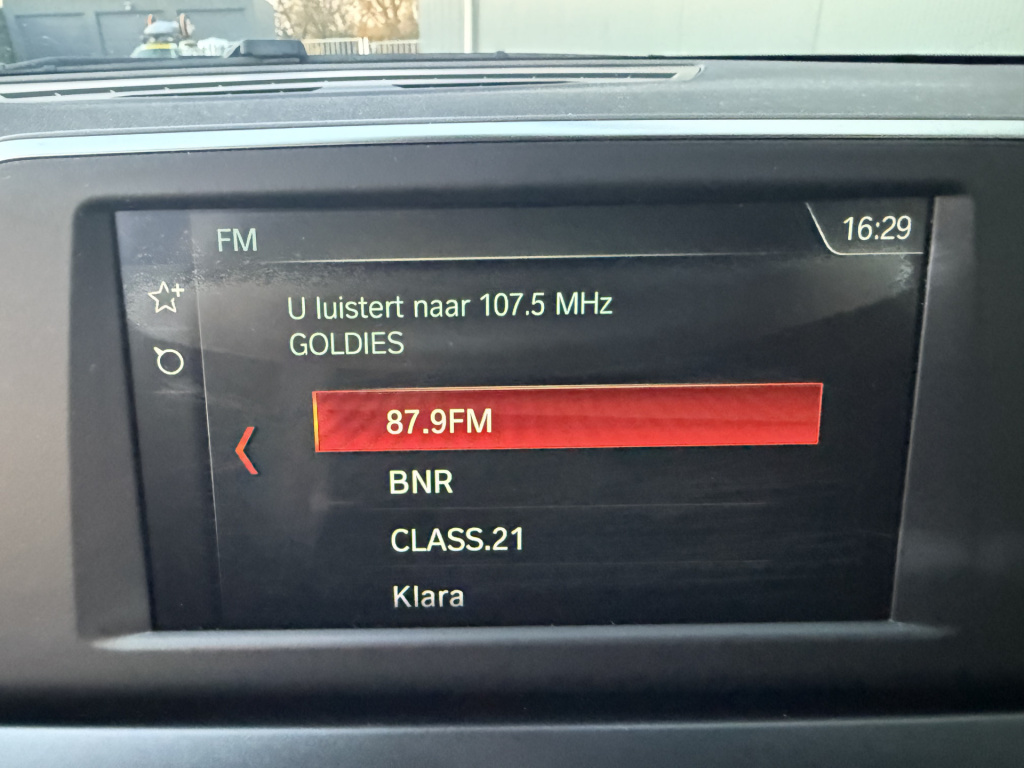 FM
16:29
U luistert naar 107.5 MHz
GOLDIES
87.9FM
BNR
CLASS.21
Klara